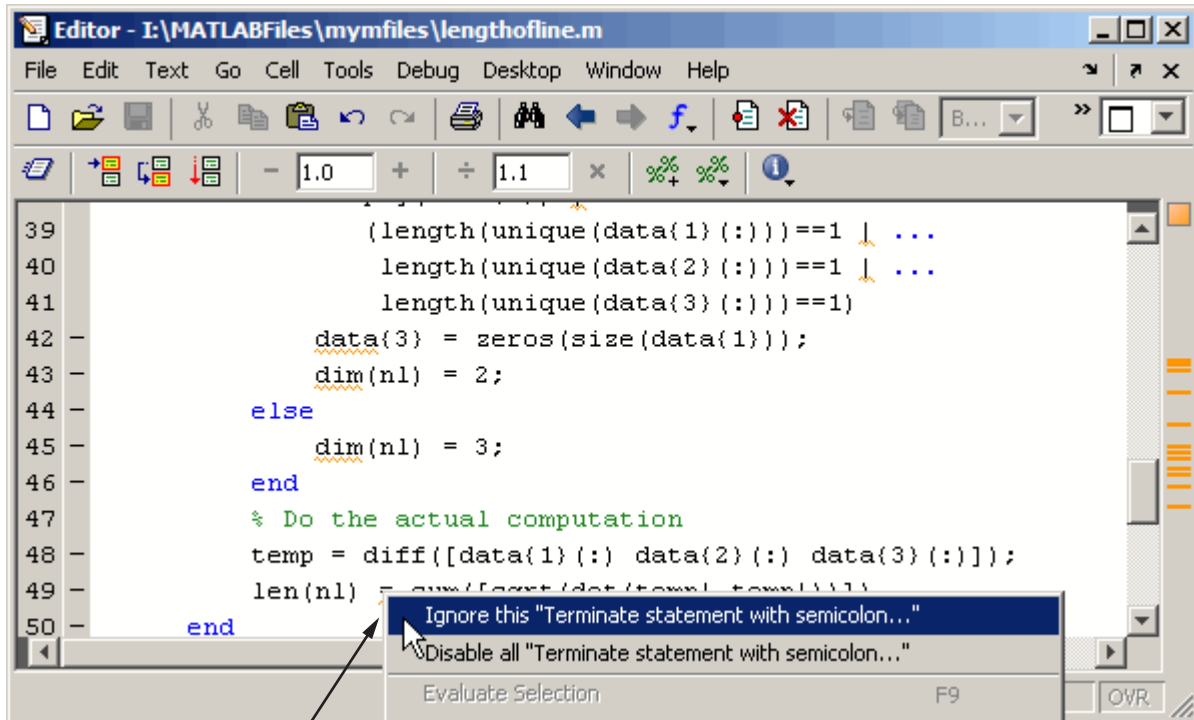 Editor - I:\MATLABFiles\mymfiles\lengthofline.m
File Edit Text Go Cell Tools Debug Desktop Window Help
B...
» 
− 1.0 + ÷ 1.1 ×
39 (length(unique(data{1}(:)))==1 | ...
40 length(unique(data{2}(:)))==1 | ...
41 length(unique(data{3}(:)))==1)
42 – data{3} = zeros(size(data{1}));
43 – dim(nl) = 2;
44 – else
45 – dim(nl) = 3;
46 – end
47 % Do the actual computation
48 – temp = diff([data{1}(:) data{2}(:) data{3}(:)]);
49 – len(nl) =
50 – end
Ignore this "Terminate statement with semicolon..."
Disable all "Terminate statement with semicolon..."
Evaluate Selection F9
OVR